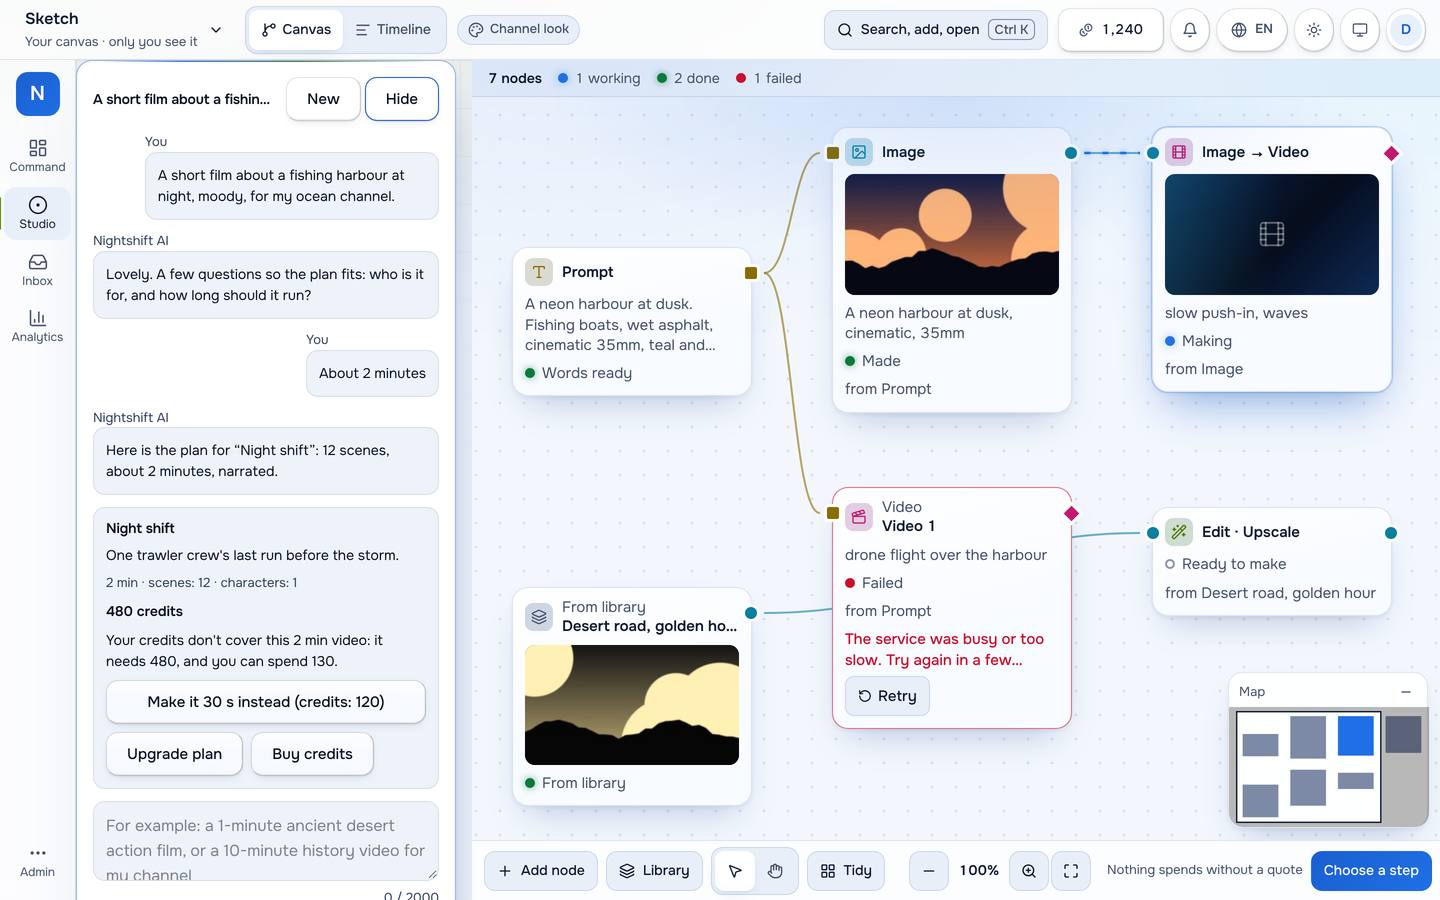 Sketch
Your canvas · only you see it
Canvas
Timeline
Channel look
Search, add, open
Ctrl K
1,240
EN
D
N
Command
Studio
Inbox
Analytics
Admin
A short film about a fishin...
New
Hide
You
A short film about a fishing harbour at
night, moody, for my ocean channel.
Nightshift AI
Lovely. A few questions so the plan fits: who is it
for, and how long should it run?
You
About 2 minutes
Nightshift AI
Here is the plan for “Night shift”: 12 scenes,
about 2 minutes, narrated.
Night shift
One trawler crew's last run before the storm.
2 min · scenes: 12 · characters: 1
480 credits
Your credits don't cover this 2 min video: it
needs 480, and you can spend 130.
Make it 30 s instead (credits: 120)
Upgrade plan
Buy credits
For example: a 1-minute ancient desert
action film, or a 10-minute history video for
my channel
0 / 2000
7 nodes
1 working
2 done
1 failed
Prompt
A neon harbour at dusk.
Fishing boats, wet asphalt,
cinematic 35mm, teal and...
Words ready
Image
A neon harbour at dusk,
cinematic, 35mm
Made
from Prompt
Image → Video
slow push-in, waves
Making
from Image
Video
Video 1
drone flight over the harbour
Failed
from Prompt
The service was busy or too
slow. Try again in a few...
Retry
From library
Desert road, golden ho...
From library
Edit · Upscale
Ready to make
from Desert road, golden hour
Map
Add node
Library
Tidy
100%
Nothing spends without a quote
Choose a step